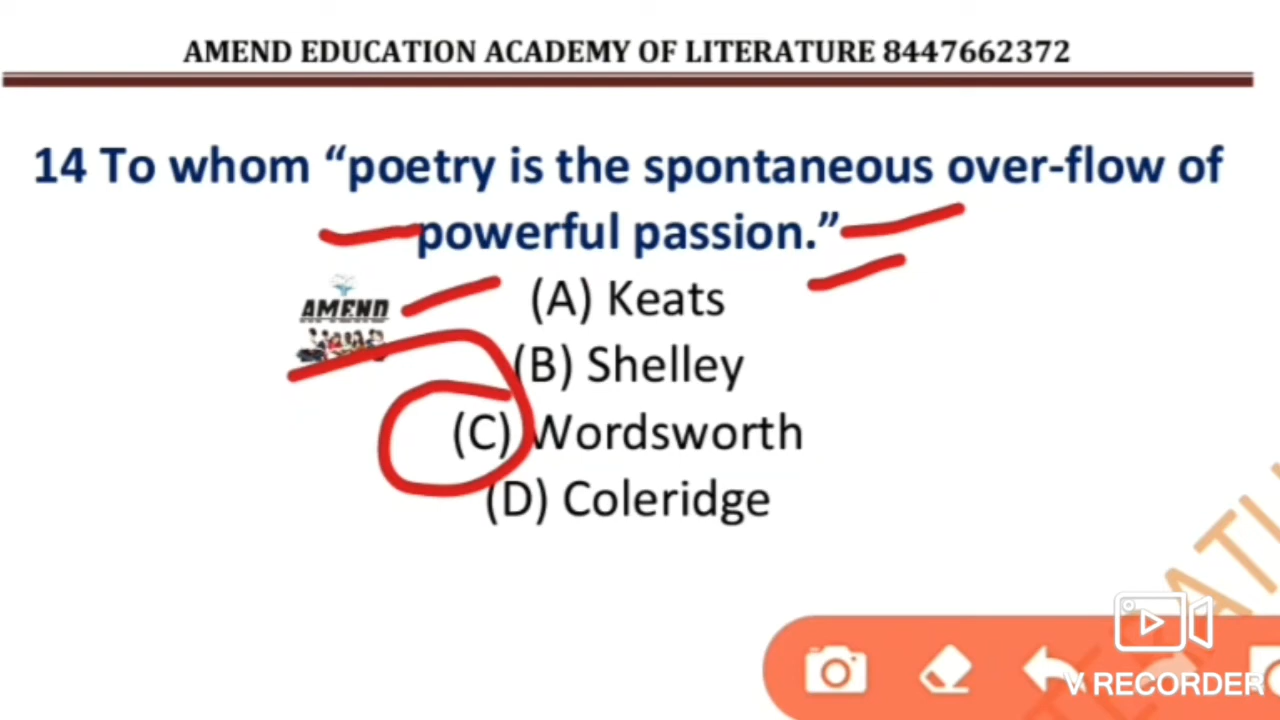 AMEND EDUCATION ACADEMY OF LITERATURE 8447662372
14 To whom “poetry is the spontaneous over-flow of
powerful passion.”
AMEND
(A) Keats
(B) Shelley
(C) Wordsworth
(D) Coleridge
V RECORDER